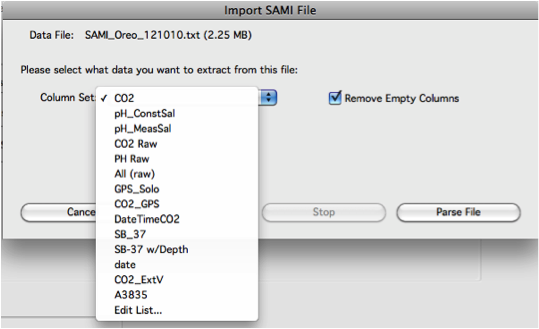 Import SAMI File
Data File: SAMI_Oreo_121010.txt (2.25 MB)
Please select what data you want to extract from this file:
Column Set: ✓ CO2
Remove Empty Columns
pH_ConstSal
pH_MeasSal
CO2 Raw
PH Raw
All (raw)
GPS_Solo
CO2_GPS
Cance
Stop
Parse File
DateTimeCO2
SB_37
SB-37 w/Depth
date
CO2_ExtV
A3835
Edit List...